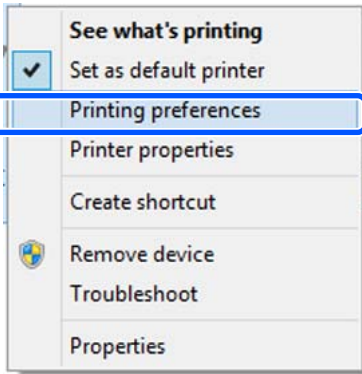 See what's printing
Set as default printer
Printing preferences
Printer properties
Create shortcut
Remove device
Troubleshoot
Properties